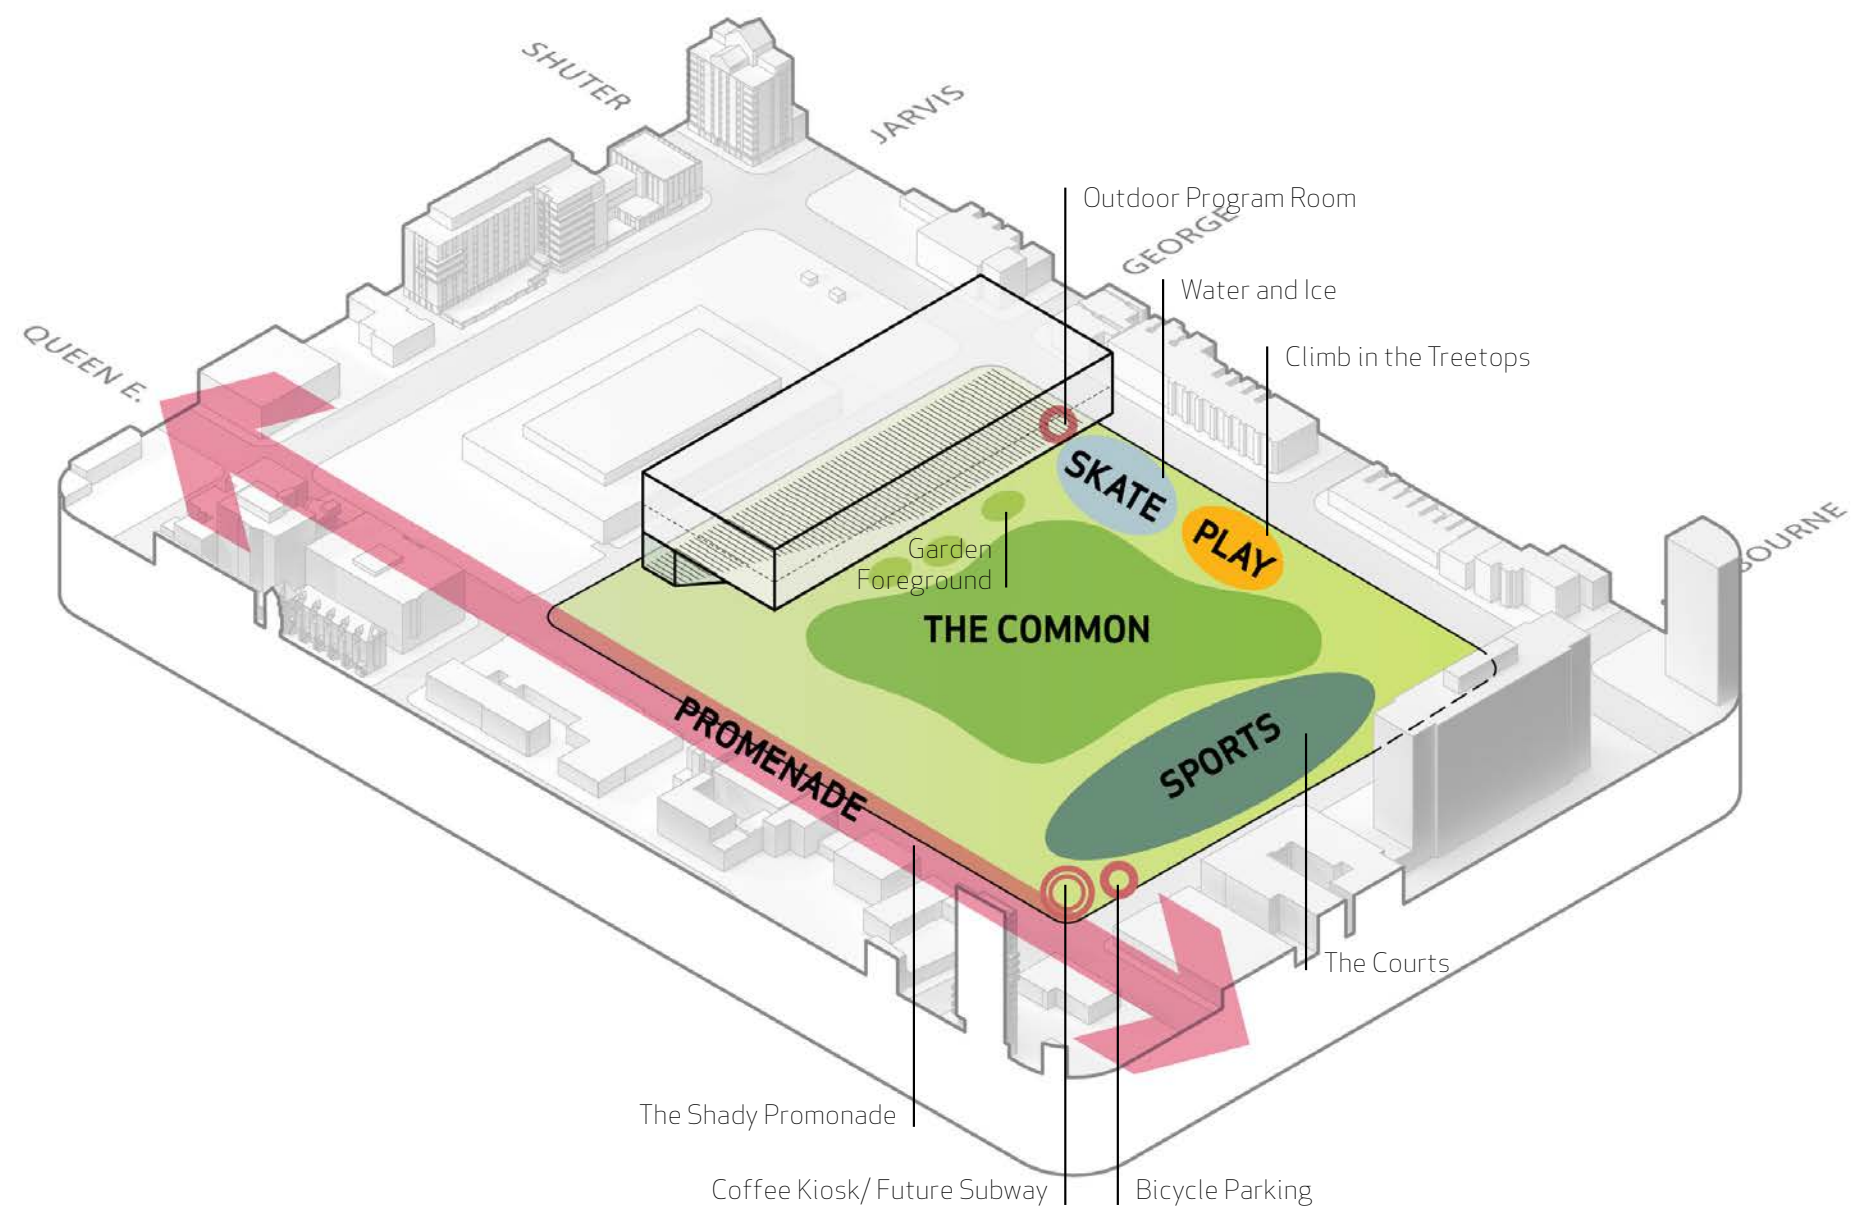 SHUTER
JARVIS
Outdoor Program Room
GEORGE
Water and Ice
QUEEN E.
Climb in the Treetops
SKATE
PLAY
OURNE
Garden
Foreground
THE COMMON
PROMENADE
SPORTS
The Courts
The Shady Promonade
Coffee Kiosk/ Future Subway
Bicycle Parking